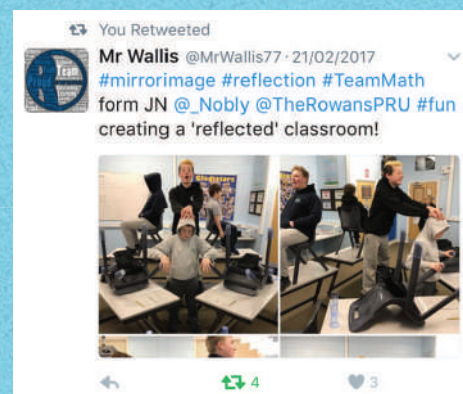 You Retweeted
Mr Wallis @MrWallis77 · 21/02/2017
#mirrorimage #reflection #TeamMath
form JN @_Nobly @TheRowansPRU #fun
creating a 'reflected' classroom!
Team
4
3